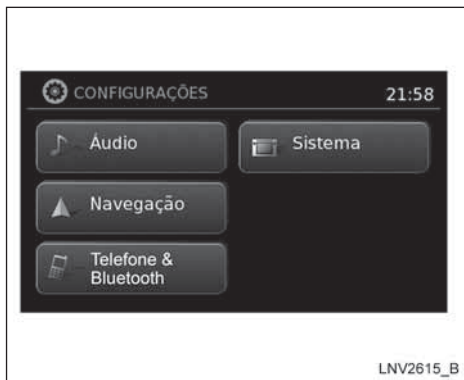 CONFIGURAÇÕES 21:58
Áudio Sistema
Navegação
Telefone &
Bluetooth
LNV2615_B